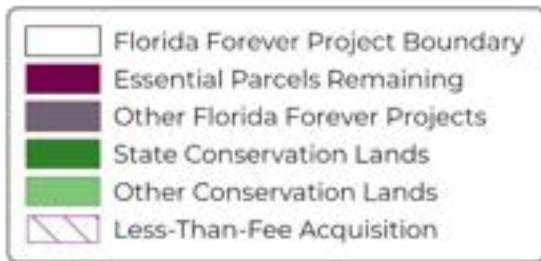 Florida Forever Project Boundary
Essential Parcels Remaining
Other Florida Forever Projects
State Conservation Lands
Other Conservation Lands
Less-Than-Fee Acquisition